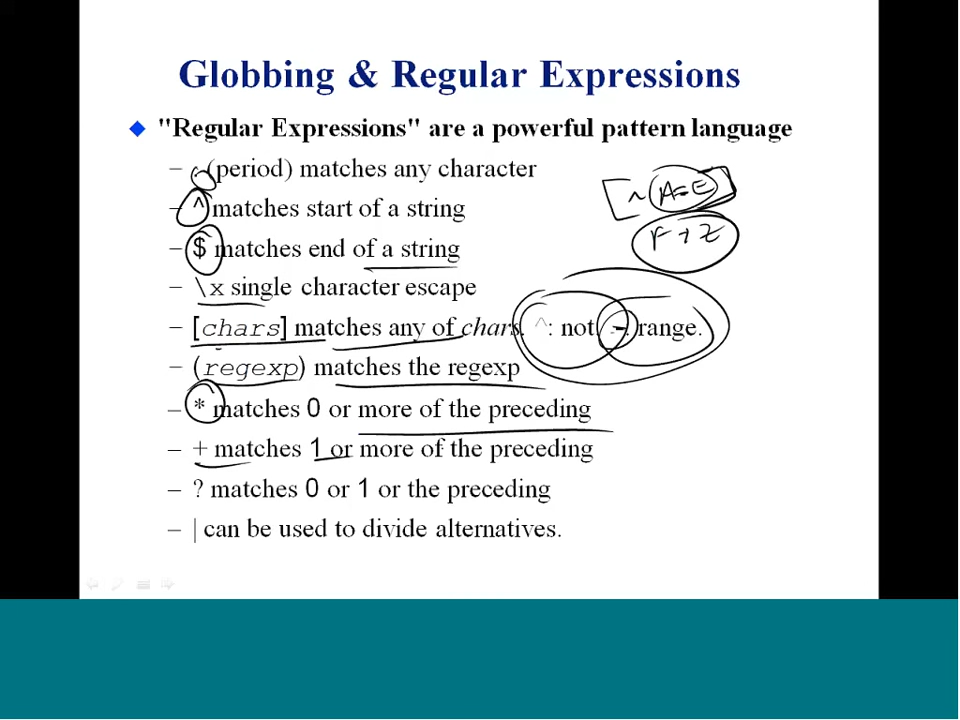 Globbing & Regular Expressions
"Regular Expressions" are a powerful pattern language
– . (period) matches any character
– ^ matches start of a string
– $ matches end of a string
– \x single character escape
– [chars] matches any of chars. ^: not, -: range.
– (regexp) matches the regexp
– * matches 0 or more of the preceding
– + matches 1 or more of the preceding
– ? matches 0 or 1 or the preceding
– | can be used to divide alternatives.
[~A-E]
F → Z